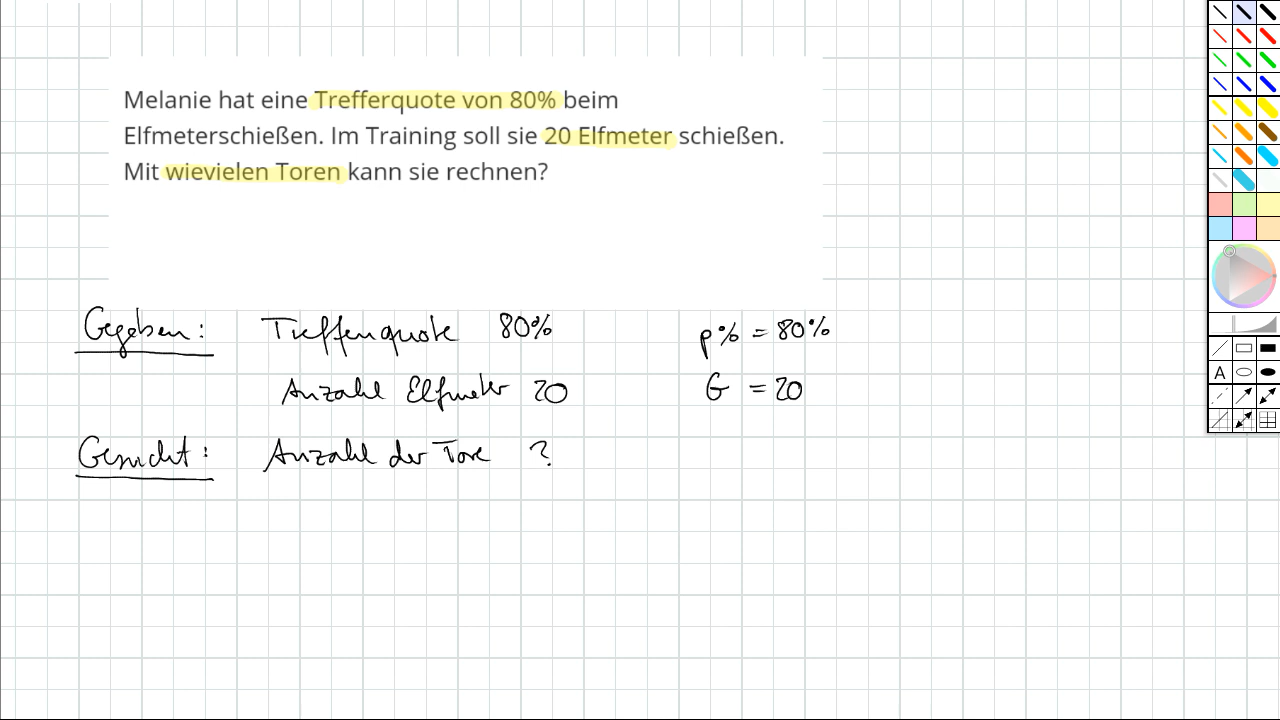 Melanie hat eine Trefferquote von 80% beim
Elfmeterschießen. Im Training soll sie 20 Elfmeter schießen.
Mit wievielen Toren kann sie rechnen?
Gegeben: Trefferquote 80% p% = 80%
Anzahl Elfmeter 20 G = 20
Gesucht: Anzahl der Tore ?
A